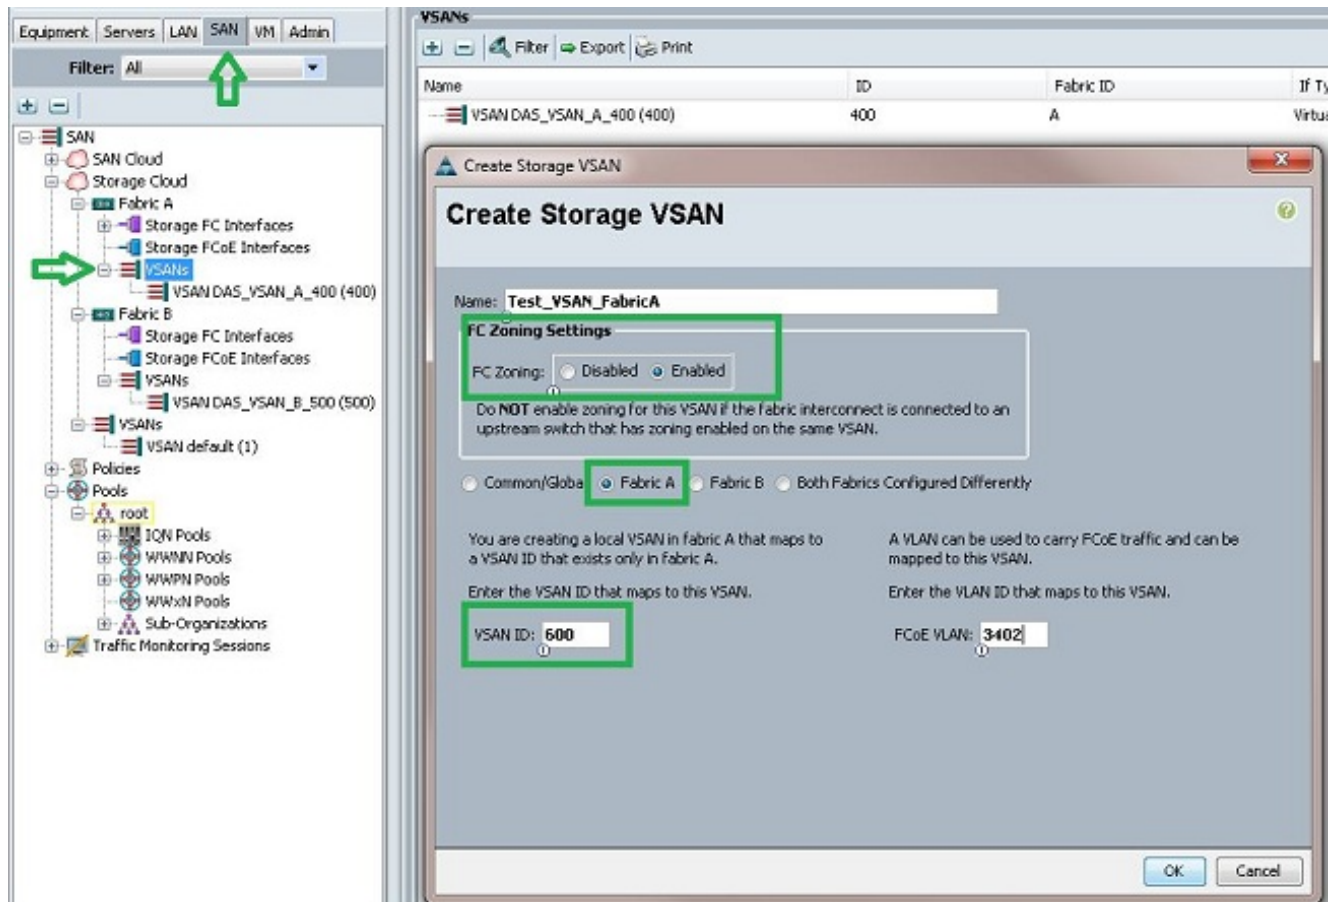 Equipment Servers LAN SAN VM Admin
Filter: All
SAN
SAN Cloud
Storage Cloud
Fabric A
Storage FC Interfaces
Storage FCoE Interfaces
VSANs
VSAN DAS_VSAN_A_400 (400)
Fabric B
Storage FC Interfaces
Storage FCoE Interfaces
VSANs
VSAN DAS_VSAN_B_500 (500)
VSANs
VSAN default (1)
Policies
Pools
root
IQN Pools
WWNN Pools
WWPN Pools
WWxN Pools
Sub-Organizations
Traffic Monitoring Sessions
VSANs
Filter Export Print
Name ID Fabric ID If Ty
VSAN DAS_VSAN_A_400 (400) 400 A Virtua
Create Storage VSAN
Create Storage VSAN
Name: Test_VSAN_FabricA
FC Zoning Settings
FC Zoning: Disabled Enabled
Do NOT enable zoning for this VSAN if the fabric interconnect is connected to an
upstream switch that has zoning enabled on the same VSAN.
Common/Global Fabric A Fabric B Both Fabrics Configured Differently
You are creating a local VSAN in fabric A that maps to
a VSAN ID that exists only in fabric A.
Enter the VSAN ID that maps to this VSAN.
VSAN ID: 600
A VLAN can be used to carry FCoE traffic and can be
mapped to this VSAN.
Enter the VLAN ID that maps to this VSAN.
FCoE VLAN: 3402
OK Cancel